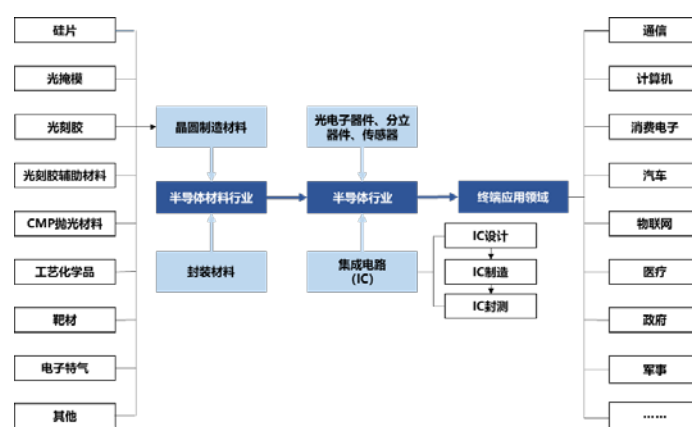 硅片
光掩模
光刻胶
光刻胶辅助材料
CMP抛光材料
工艺化学品
靶材
电子特气
其他
晶圆制造材料
半导体材料行业
封装材料
光电子器件、分立
器件、传感器
半导体行业
集成电路
(IC)
IC设计
IC制造
IC封测
终端应用领域
通信
计算机
消费电子
汽车
物联网
医疗
政府
军事
……